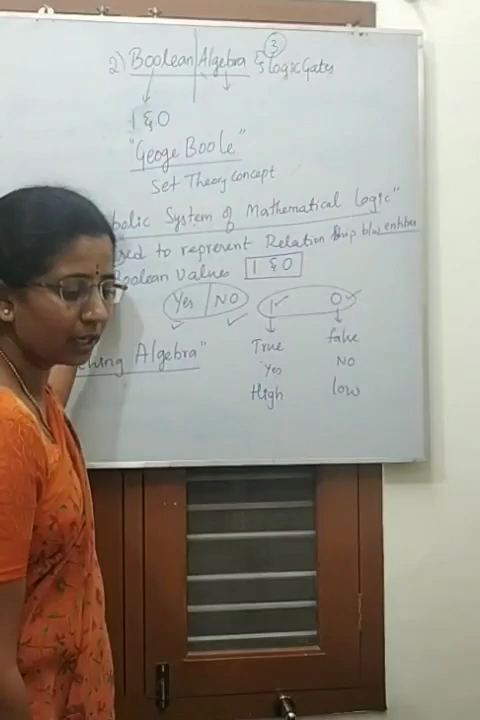 2) Boolean Algebra & Logic Gates
3
1 & 0
"Geoge Boole"
Set Theory Concept
bolic System of Mathematical Logic"
sed to represent Relation ship b/w entities
Boolean Values 1 & 0
Yes NO 1 0
ching Algebra" True false
Yes NO
High low